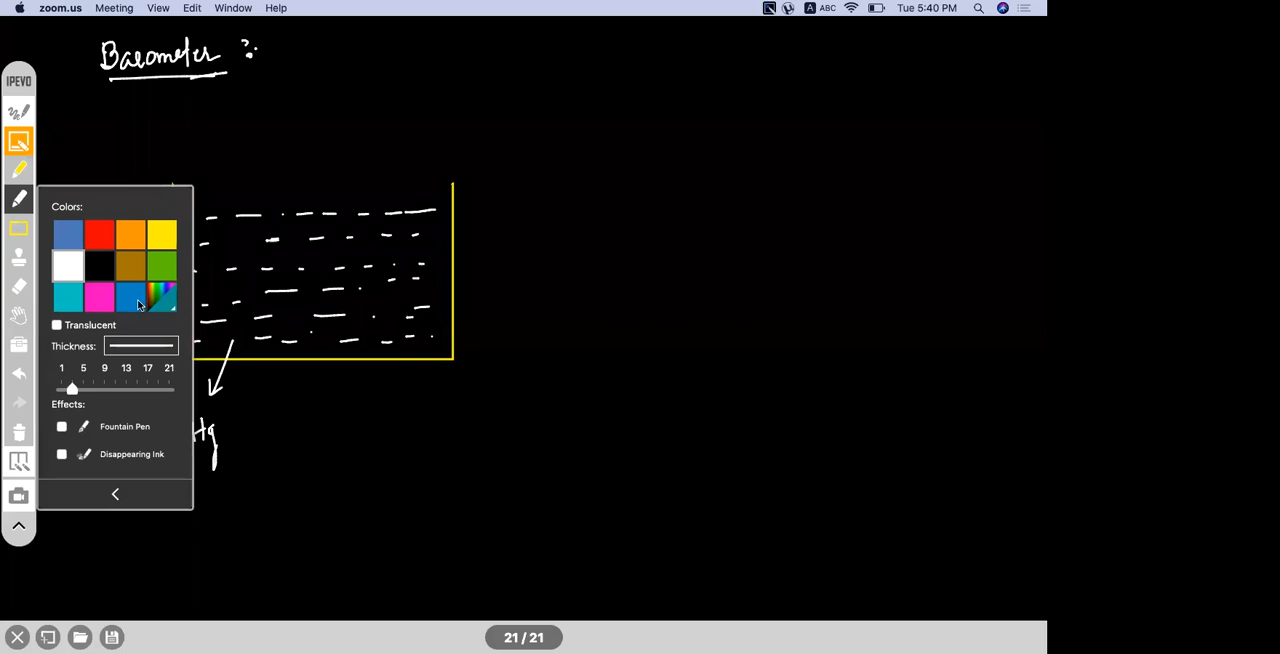 zoom.us Meeting View Edit Window Help
A ABC Tue 5:40 PM
Barometer :
IPEVO
Colors:
Translucent
Thickness:
1 5 9 13 17 21
Effects:
Fountain Pen
Disappearing Ink
Hg
21 / 21